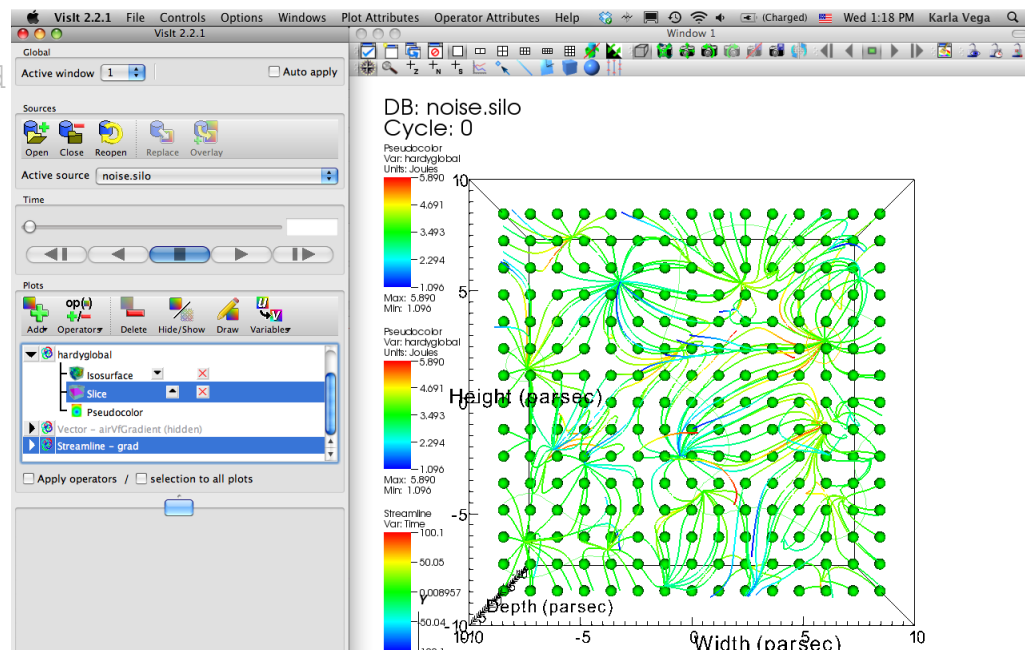 VisIt 2.2.1 File Controls Options Windows Plot Attributes Operator Attributes Help (Charged) Wed 1:18 PM Karla Vega
VisIt 2.2.1
Global
Active window 1 Auto apply
Sources
Open Close Reopen Replace Overlay
Active source noise.silo
Time
Plots
Add Operators Delete Hide/Show Draw Variables
hardyglobal
Isosurface
Slice
Pseudocolor
Vector - airVfGradient (hidden)
Streamline - grad
Apply operators / selection to all plots
Window 1
DB: noise.silo
Cycle: 0
Pseudocolor
Var: hardyglobal
Units: Joules
5.890
4.091
3.493
2.294
1.096
Max: 5.890
Min: 1.096
Pseudocolor
Var: hardyglobal
Units: Joules
5.890
4.691
3.493
2.294
1.096
Max: 5.890
Min: 1.096
Streamline
Var: Time
100.1
50.05
0.008957
-50.04
10
5
Height (parsec)
-5
-10
Depth (parsec)
Y
-5 0 5 10
Width (parsec)